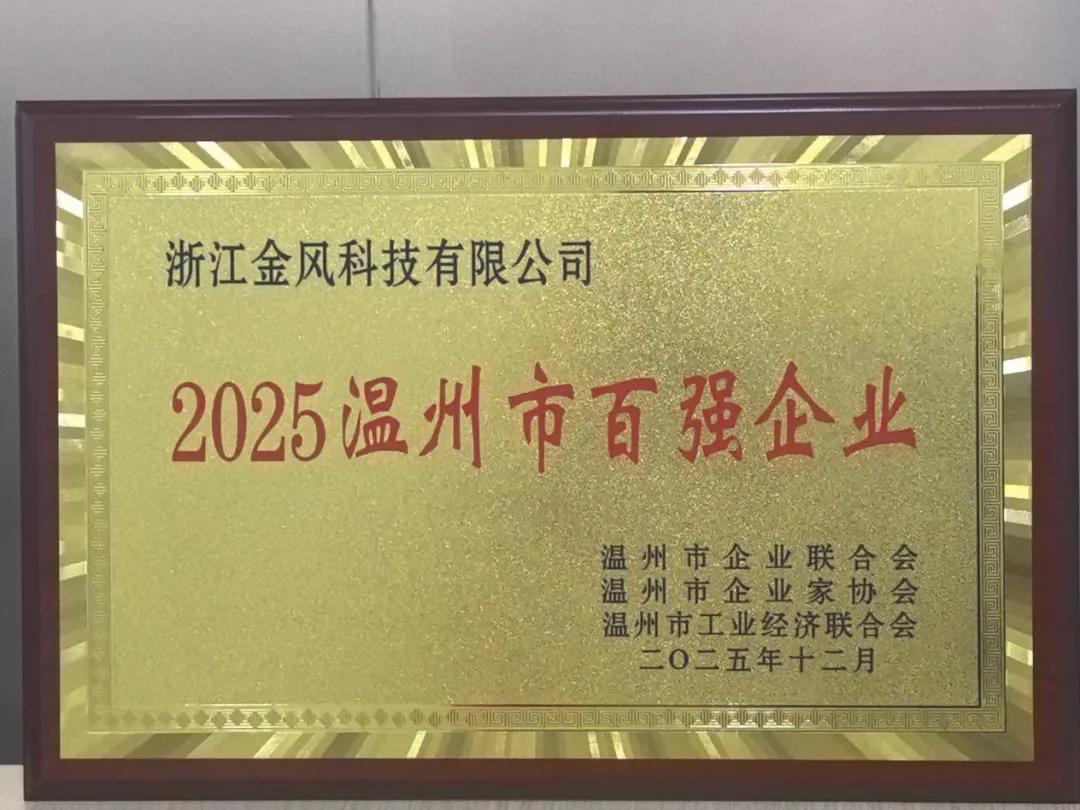 浙江金风科技有限公司
2025温州市百强企业
温州市企业联合会
温州市企业家协会
温州市工业经济联合会
二〇二五年十二月